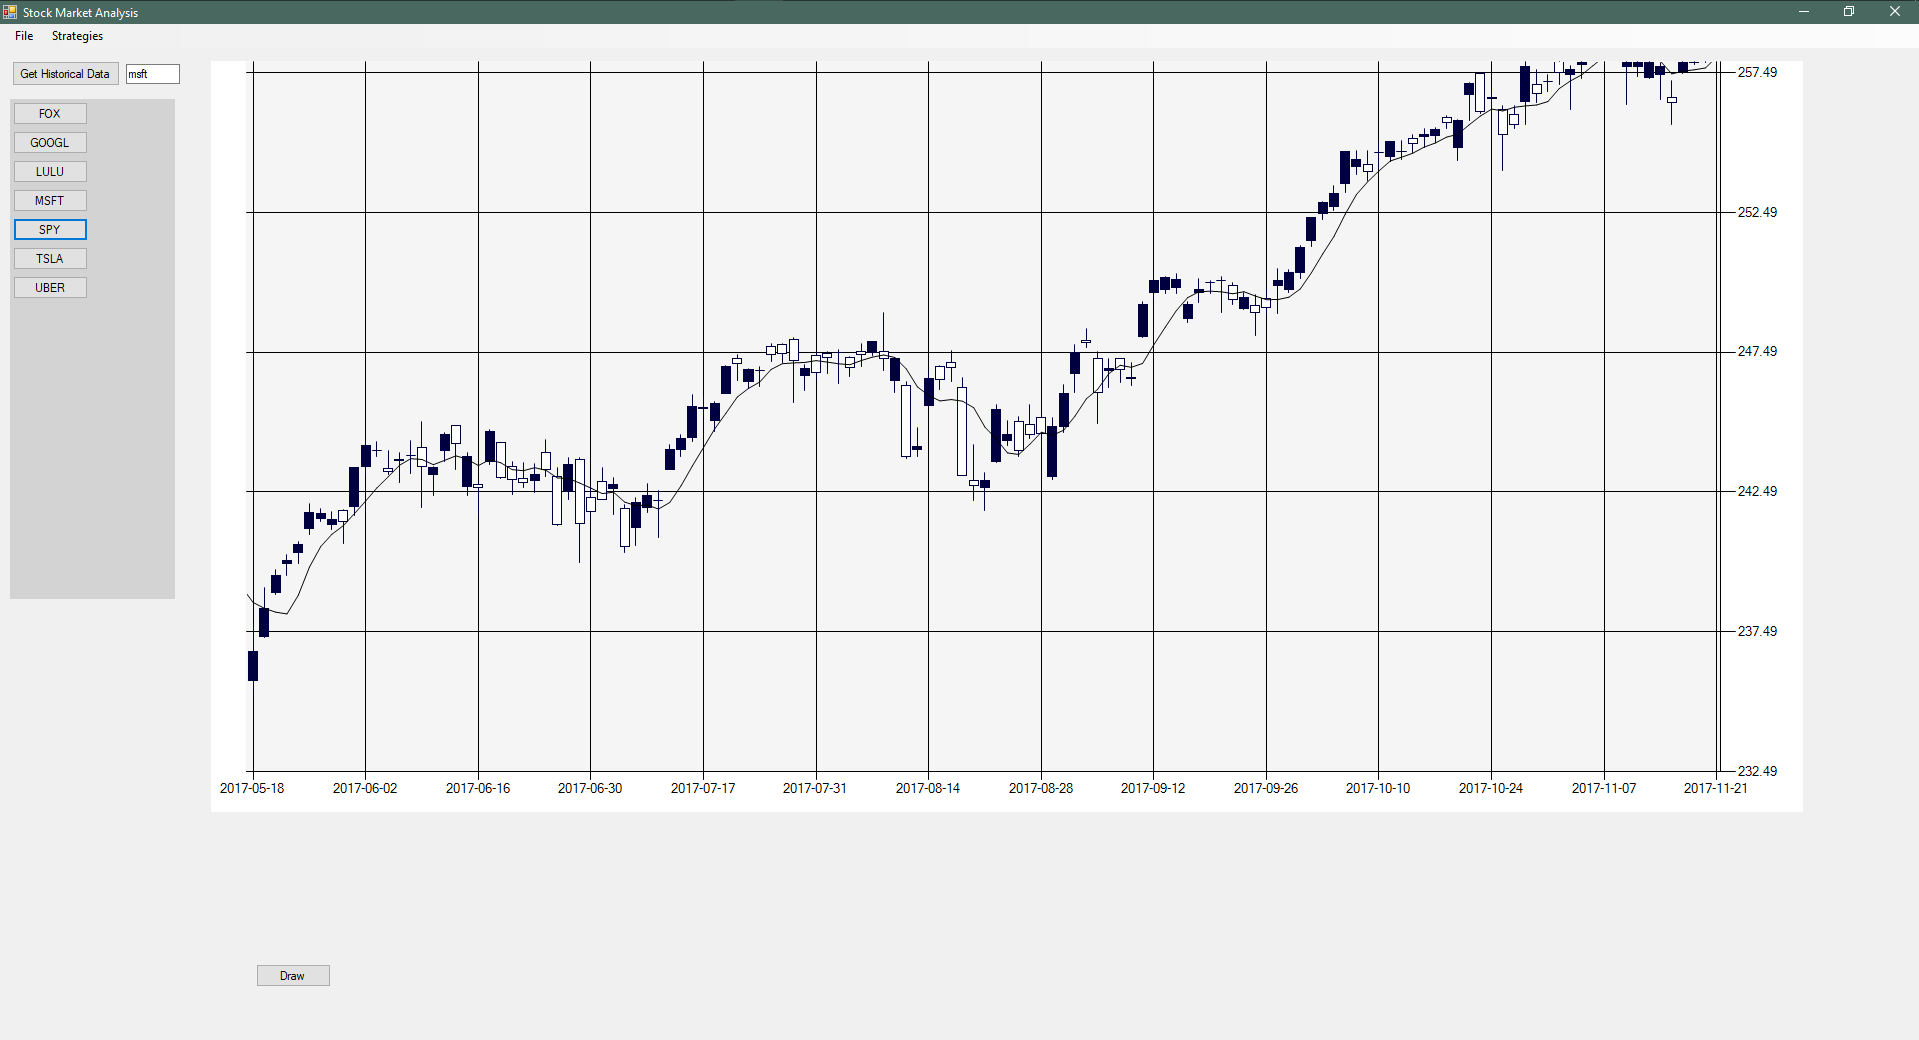 Stock Market Analysis
File Strategies
Get Historical Data msft
FOX
GOOGL
LULU
MSFT
SPY
TSLA
UBER
257.49
252.49
247.49
242.49
237.49
232.49
2017-05-18 2017-06-02 2017-06-16 2017-06-30 2017-07-17 2017-07-31 2017-08-14 2017-08-28 2017-09-12 2017-09-26 2017-10-10 2017-10-24 2017-11-07 2017-11-21
Draw